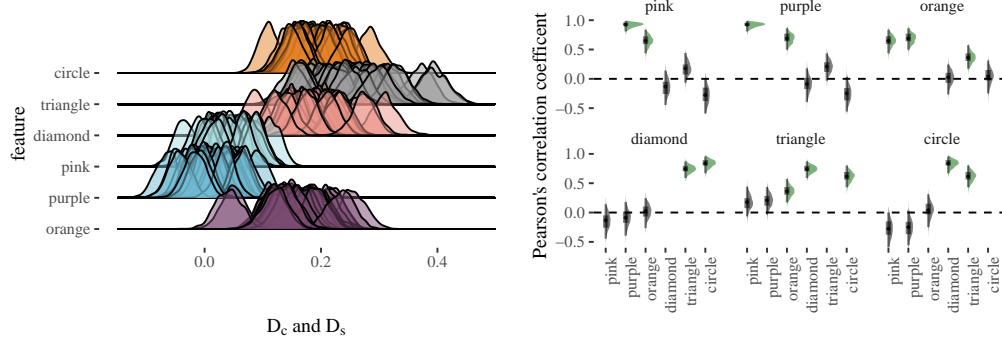 feature
circle
triangle
diamond
pink
purple
orange
0.0
0.2
0.4
D_c and D_s
Pearson's correlation coefficent
pink
purple
orange
1.0
0.5
0.0
−0.5
diamond
triangle
circle
1.0
0.5
0.0
−0.5
pink
purple
orange
diamond
triangle
circle
pink
purple
orange
diamond
triangle
circle
pink
purple
orange
diamond
triangle
circle